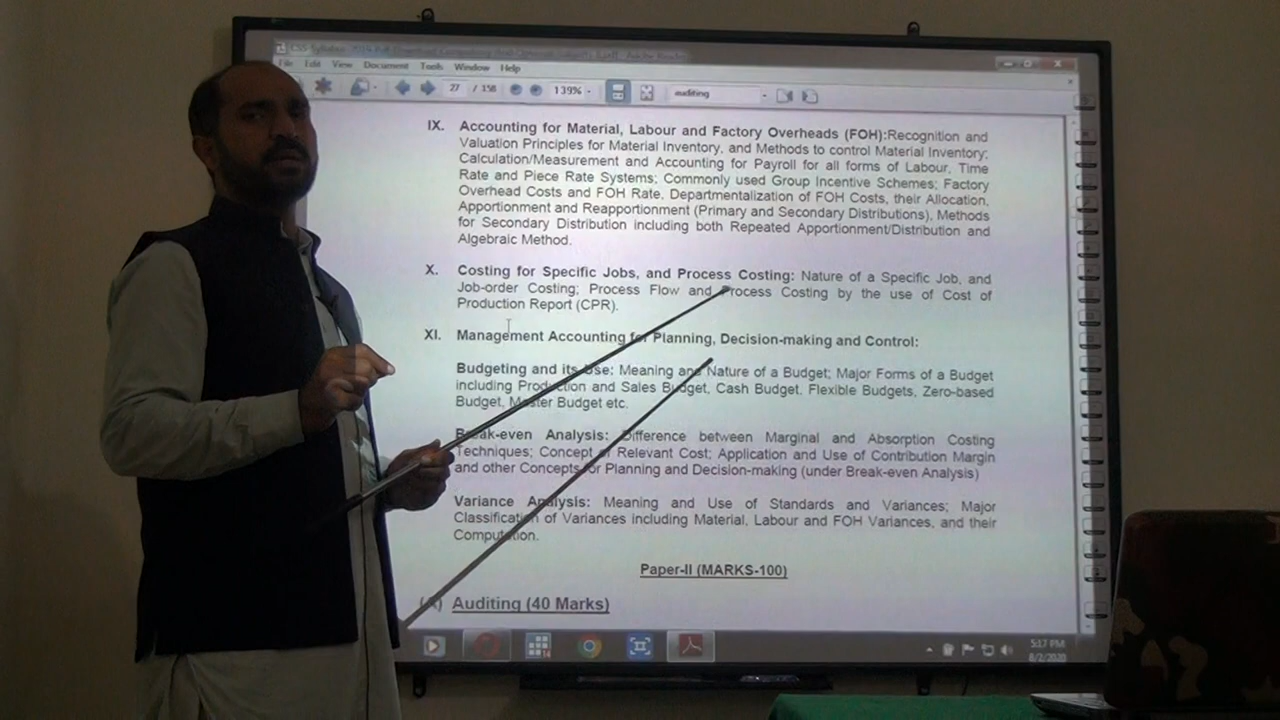 File Edit View Document Tools Window Help
27 / 158 139% auditing
IX. Accounting for Material, Labour and Factory Overheads (FOH):Recognition and
Valuation Principles for Material Inventory, and Methods to control Material Inventory;
Calculation/Measurement and Accounting for Payroll for all forms of Labour, Time
Rate and Piece Rate Systems; Commonly used Group Incentive Schemes; Factory
Overhead Costs and FOH Rate, Departmentalization of FOH Costs, their Allocation,
Apportionment and Reapportionment (Primary and Secondary Distributions), Methods
for Secondary Distribution including both Repeated Apportionment/Distribution and
Algebraic Method.
X. Costing for Specific Jobs, and Process Costing: Nature of a Specific Job, and
Job-order Costing; Process Flow and Process Costing by the use of Cost of
Production Report (CPR).
XI. Management Accounting for Planning, Decision-making and Control:
Budgeting and its Use: Meaning and Nature of a Budget; Major Forms of a Budget
including Production and Sales Budget, Cash Budget, Flexible Budgets, Zero-based
Budget, Master Budget etc.
Break-even Analysis: Difference between Marginal and Absorption Costing
Techniques; Concept of Relevant Cost; Application and Use of Contribution Margin
and other Concepts for Planning and Decision-making (under Break-even Analysis)
Variance Analysis: Meaning and Use of Standards and Variances; Major
Classification of Variances including Material, Labour and FOH Variances, and their
Computation.
Paper-II (MARKS-100)
Auditing (40 Marks)
5:17 PM
8/2/2020